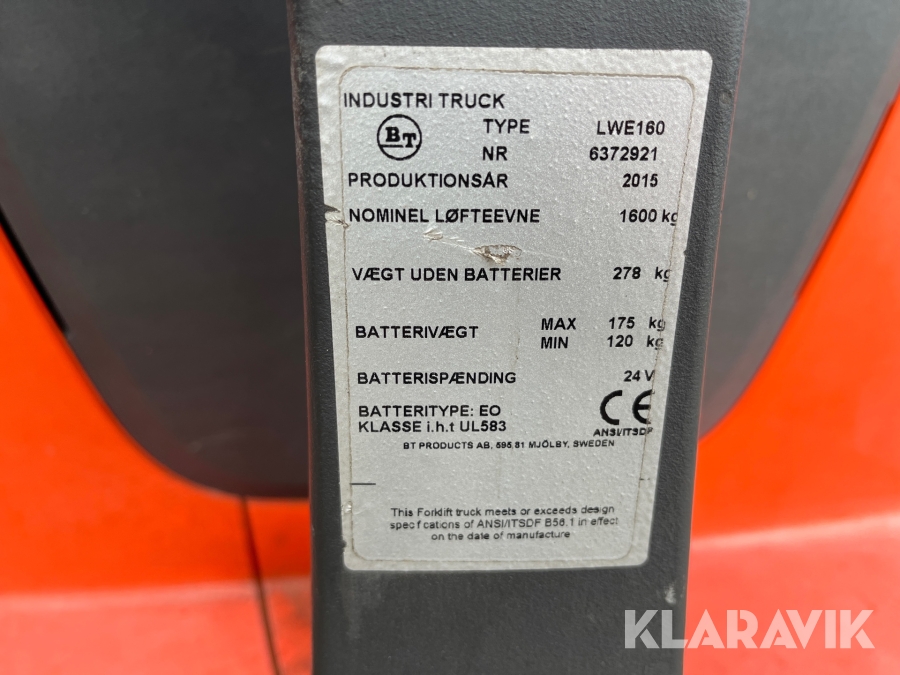 INDUSTRI TRUCK
BT
TYPE LWE160
NR 6372921
PRODUKTIONSÅR 2015
NOMINEL LØFTEEVNE 1600 kg
VÆGT UDEN BATTERIER 278 kg
BATTERIVÆGT MAX 175 kg
MIN 120 kg
BATTERISPÆNDING 24 V
BATTERITYPE: EO
KLASSE i.h.t UL583
CE
ANSI/ITSDF
BT PRODUCTS AB, 595 81 MJÖLBY, SWEDEN
This Forklift truck meets or exceeds design
specifications of ANSI/ITSDF B56.1 in effect
on the date of manufacture
KLARAVIK